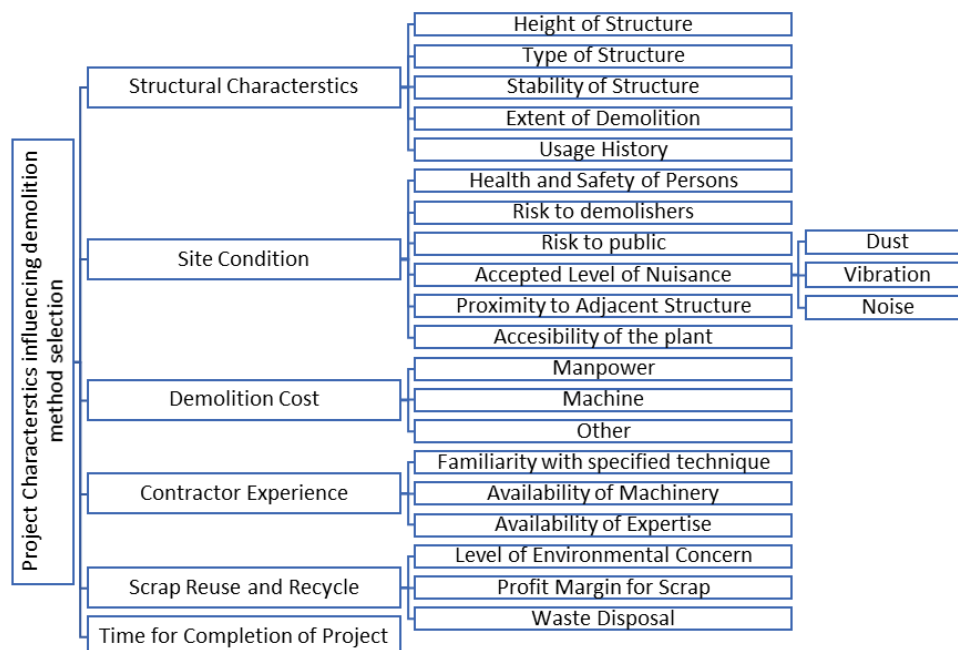 Project Characterstics influencing demolition
method selection
Structural Characterstics
Height of Structure
Type of Structure
Stability of Structure
Extent of Demolition
Usage History
Site Condition
Health and Safety of Persons
Risk to demolishers
Risk to public
Accepted Level of Nuisance
Dust
Vibration
Noise
Proximity to Adjacent Structure
Accesibility of the plant
Demolition Cost
Manpower
Machine
Other
Contractor Experience
Familiarity with specified technique
Availability of Machinery
Availability of Expertise
Scrap Reuse and Recycle
Level of Environmental Concern
Profit Margin for Scrap
Waste Disposal
Time for Completion of Project